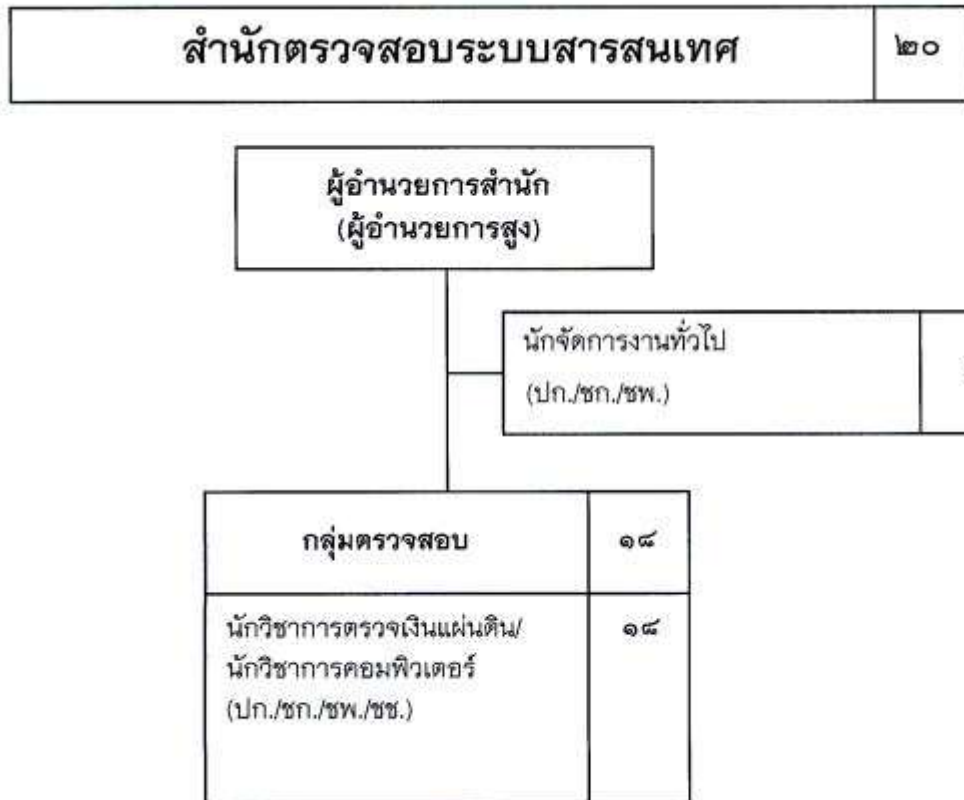 สำนักตรวจสอบระบบสารสนเทศ ๒๐
ผู้อำนวยการสำนัก
(ผู้อำนวยการสูง)
นักจัดการงานทั่วไป
(ปก./ชก./ชพ.)
กลุ่มตรวจสอบ ๑๘
นักวิชาการตรวจเงินแผ่นดิน/ ๑๘
นักวิชาการคอมพิวเตอร์
(ปก./ชก./ชพ./ชช.)